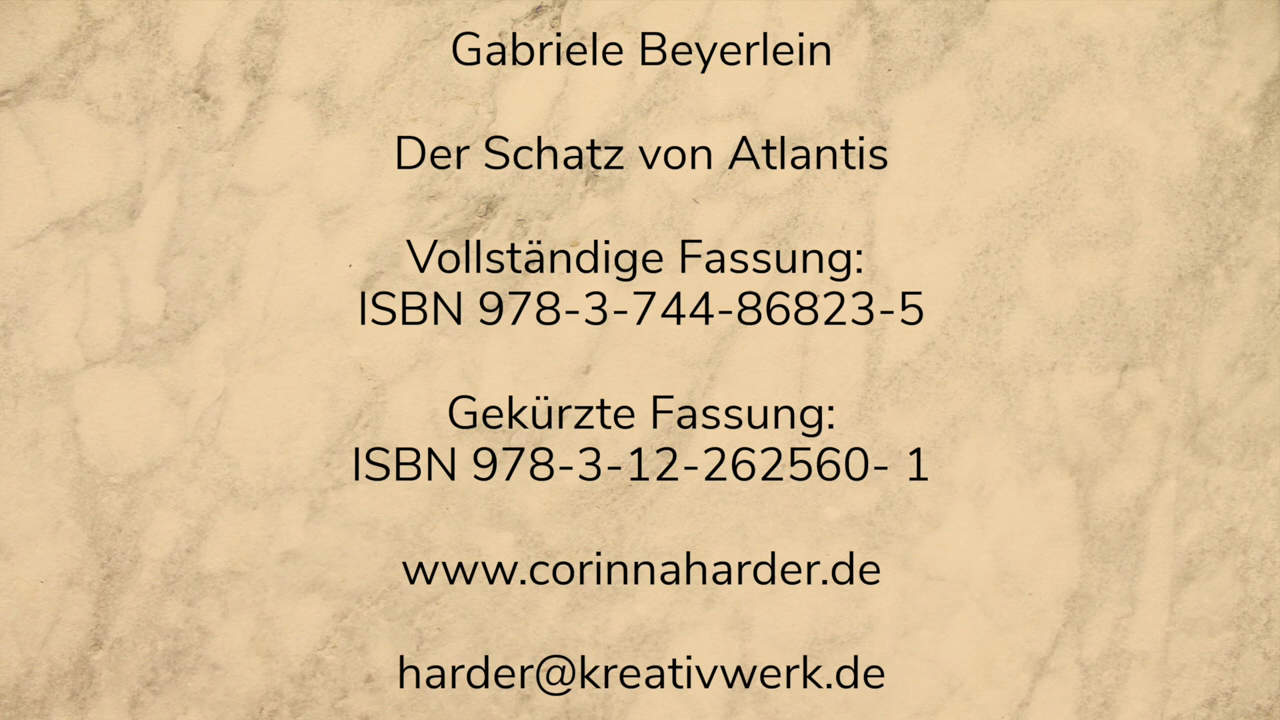 Gabriele Beyerlein
Der Schatz von Atlantis
Vollständige Fassung:
ISBN 978-3-744-86823-5
Gekürzte Fassung:
ISBN 978-3-12-262560- 1
www.corinnaharder.de
harder@kreativwerk.de